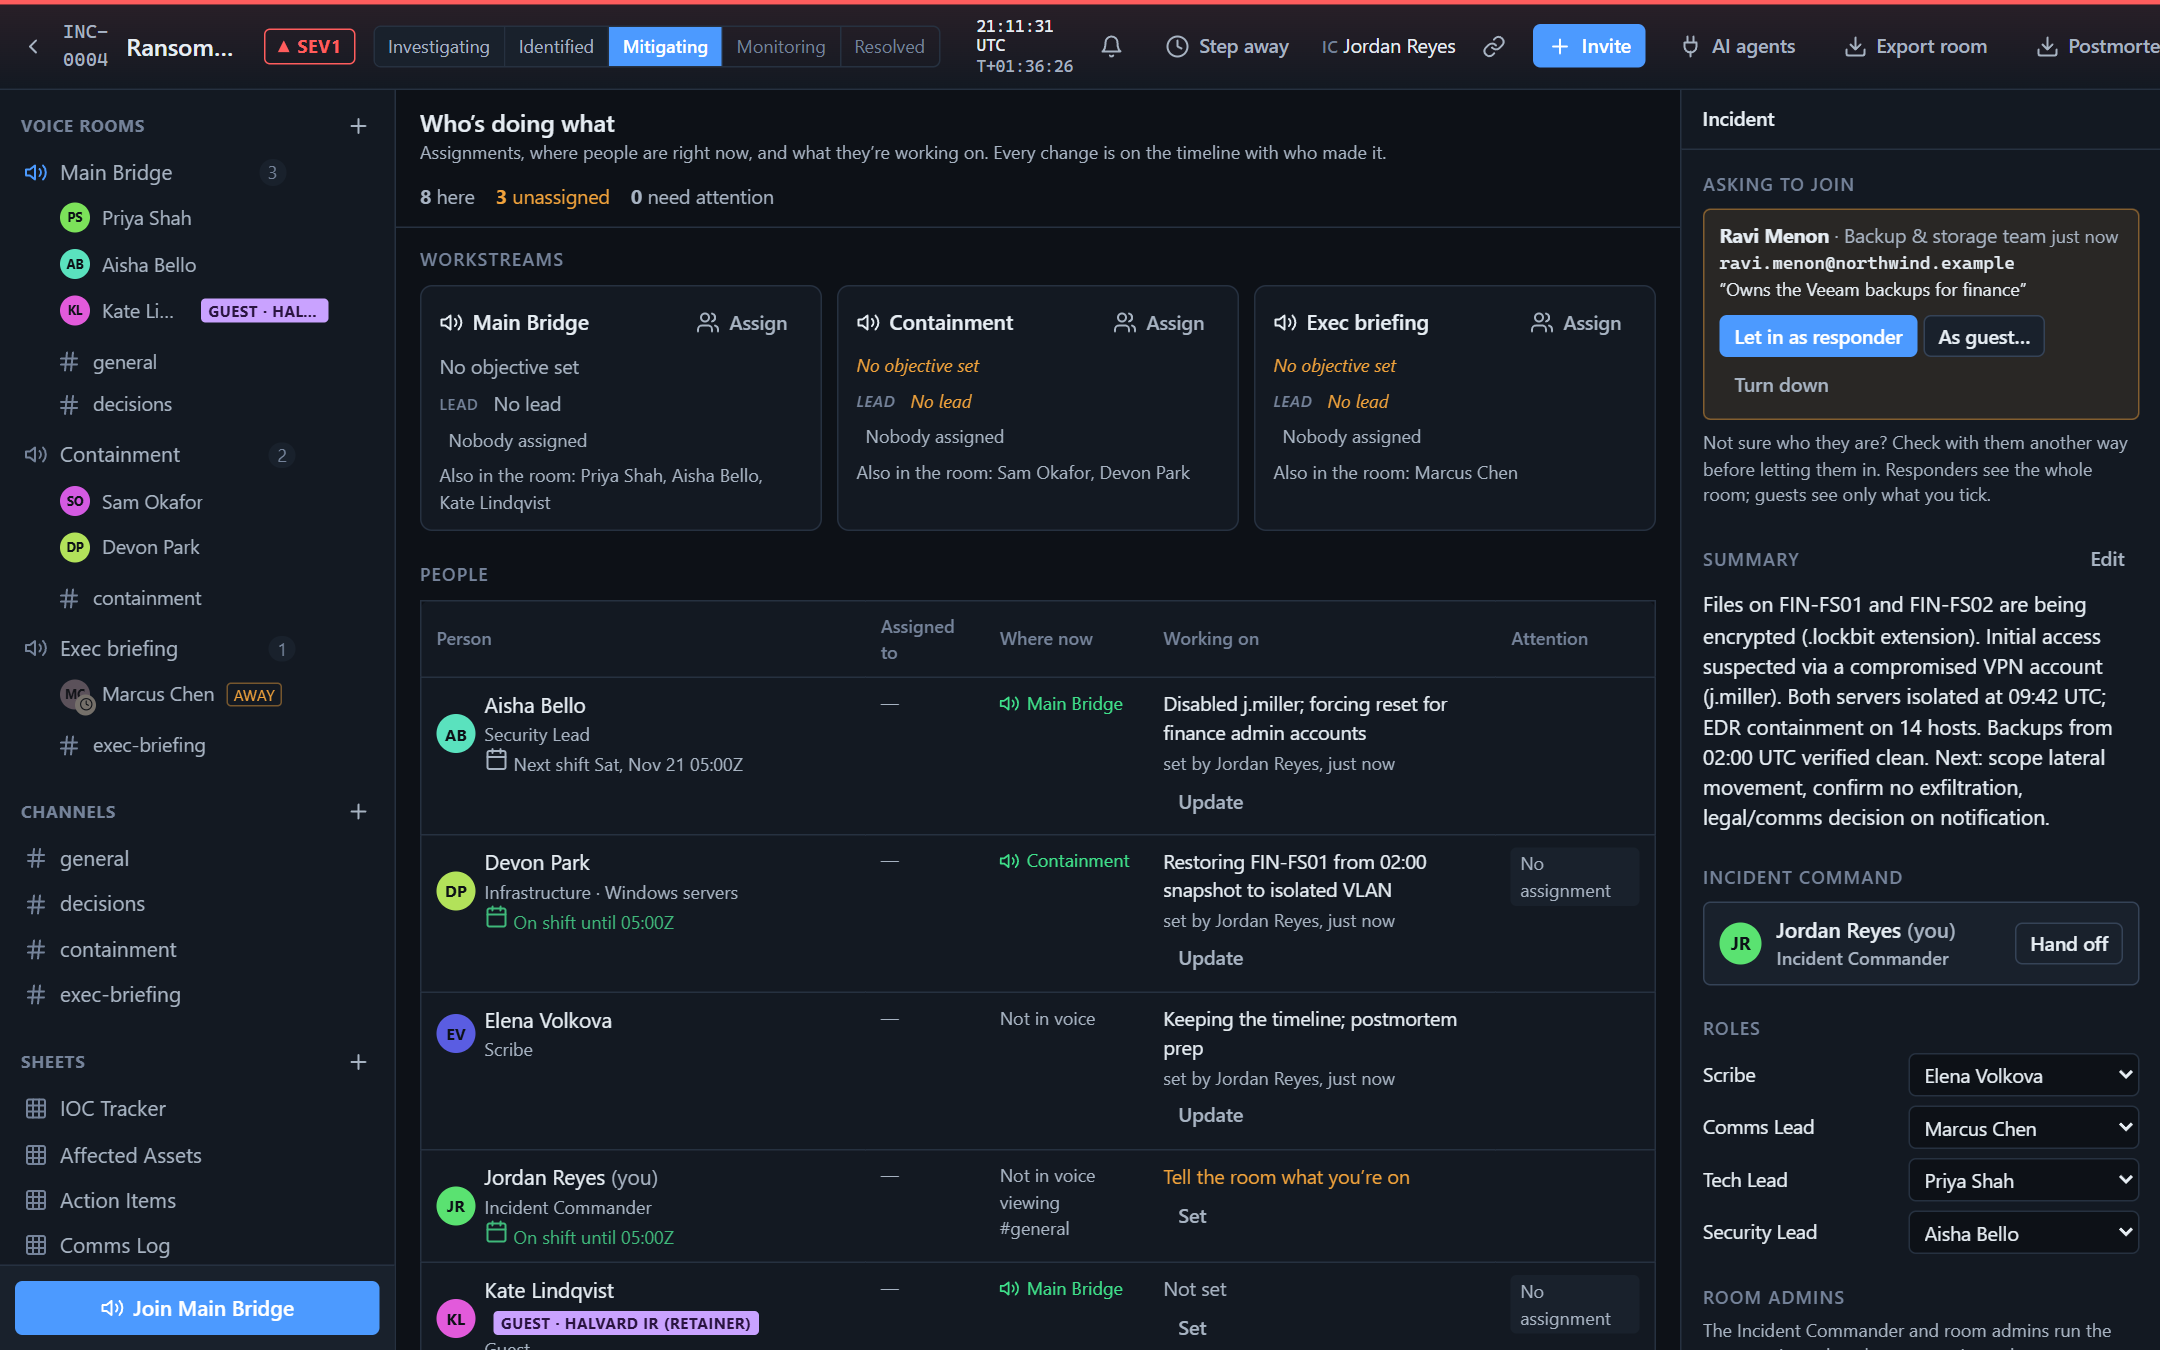 INC-0004
Ransom...
SEV1
Investigating
Identified
Mitigating
Monitoring
Resolved
21:11:31
UTC
T+01:36:26
Step away
IC Jordan Reyes
Invite
AI agents
Export room
Postmorte
VOICE ROOMS
Main Bridge 3
PS Priya Shah
AB Aisha Bello
KL Kate Li... GUEST · HAL...
# general
# decisions
Containment 2
SO Sam Okafor
DP Devon Park
# containment
Exec briefing 1
MC Marcus Chen AWAY
# exec-briefing
CHANNELS
# general
# decisions
# containment
# exec-briefing
SHEETS
IOC Tracker
Affected Assets
Action Items
Comms Log
Join Main Bridge
Who's doing what
Assignments, where people are right now, and what they're working on. Every change is on the timeline with who made it.
8 here 3 unassigned 0 need attention
WORKSTREAMS
Main Bridge Assign
No objective set
LEAD No lead
Nobody assigned
Also in the room: Priya Shah, Aisha Bello,
Kate Lindqvist
Containment Assign
No objective set
LEAD No lead
Nobody assigned
Also in the room: Sam Okafor, Devon Park
Exec briefing Assign
No objective set
LEAD No lead
Nobody assigned
Also in the room: Marcus Chen
PEOPLE
Person
Assigned to
Where now
Working on
Attention
AB
Aisha Bello
Security Lead
Next shift Sat, Nov 21 05:00Z
—
Main Bridge
Disabled j.miller; forcing reset for
finance admin accounts
set by Jordan Reyes, just now
Update
DP
Devon Park
Infrastructure · Windows servers
On shift until 05:00Z
—
Containment
Restoring FIN-FS01 from 02:00
snapshot to isolated VLAN
set by Jordan Reyes, just now
Update
No
assignment
EV
Elena Volkova
Scribe
—
Not in voice
Keeping the timeline; postmortem
prep
set by Jordan Reyes, just now
Update
JR
Jordan Reyes (you)
Incident Commander
On shift until 05:00Z
—
Not in voice
viewing
#general
Tell the room what you're on
Set
KL
Kate Lindqvist
GUEST · HALVARD IR (RETAINER)
Guest
—
Main Bridge
Not set
Set
No
assignment
Incident
ASKING TO JOIN
Ravi Menon · Backup & storage team just now
ravi.menon@northwind.example
“Owns the Veeam backups for finance”
Let in as responder
As guest...
Turn down
Not sure who they are? Check with them another way
before letting them in. Responders see the whole
room; guests see only what you tick.
SUMMARY Edit
Files on FIN-FS01 and FIN-FS02 are being
encrypted (.lockbit extension). Initial access
suspected via a compromised VPN account
(j.miller). Both servers isolated at 09:42 UTC;
EDR containment on 14 hosts. Backups from
02:00 UTC verified clean. Next: scope lateral
movement, confirm no exfiltration,
legal/comms decision on notification.
INCIDENT COMMAND
JR
Jordan Reyes (you)
Incident Commander
Hand off
ROLES
Scribe Elena Volkova
Comms Lead Marcus Chen
Tech Lead Priya Shah
Security Lead Aisha Bello
ROOM ADMINS
The Incident Commander and room admins run the